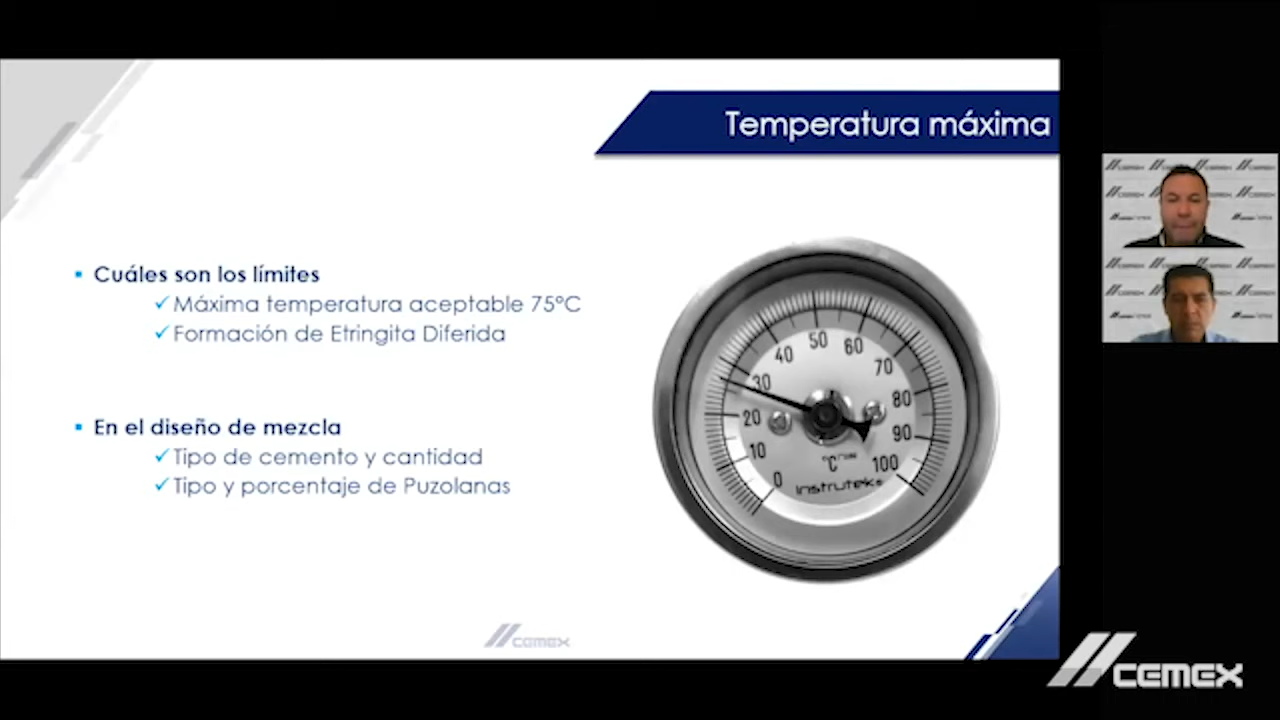 Temperatura máxima
Cuáles son los límites
Máxima temperatura aceptable 75°C
Formación de Etringita Diferida
En el diseño de mezcla
Tipo de cemento y cantidad
Tipo y porcentaje de Puzolanas
0
10
20
30
40
50
60
70
80
90
100
°C
instrutek
CEMEX
CEMEX